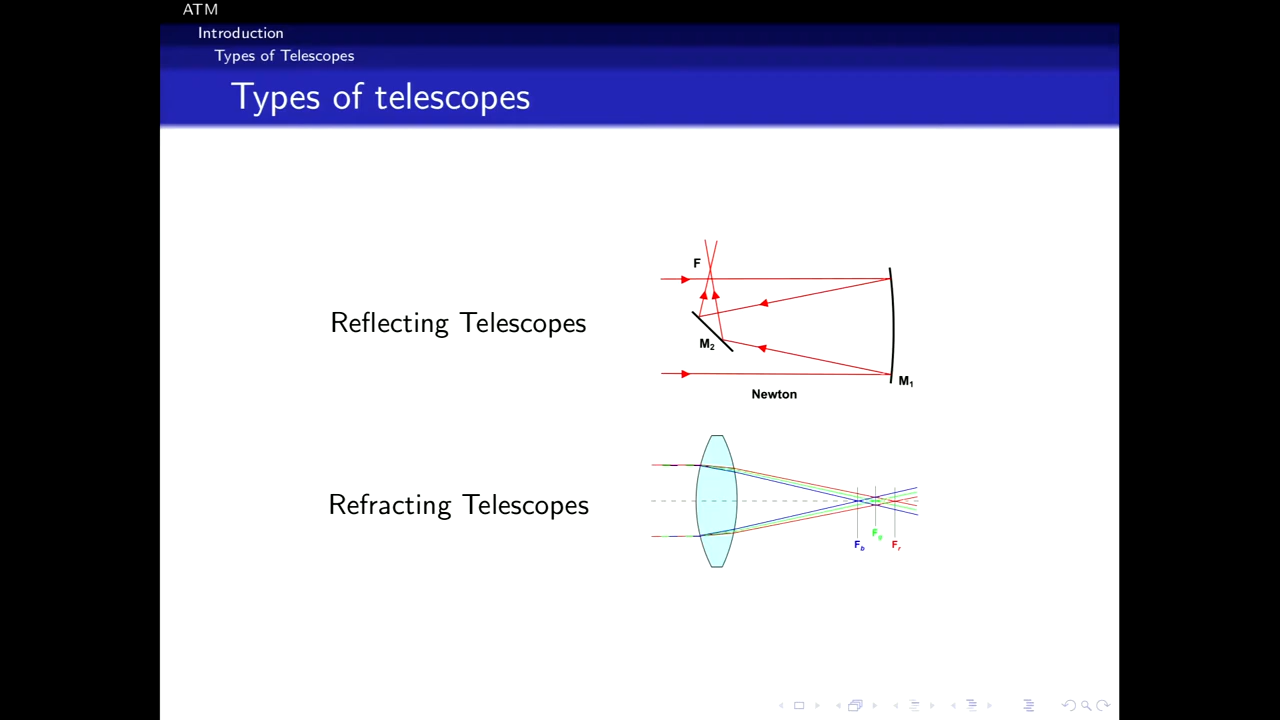 ATM
Introduction
Types of Telescopes
Types of telescopes
Reflecting Telescopes
F
M2
M1
Newton
Refracting Telescopes
Fb
Fg
Fr